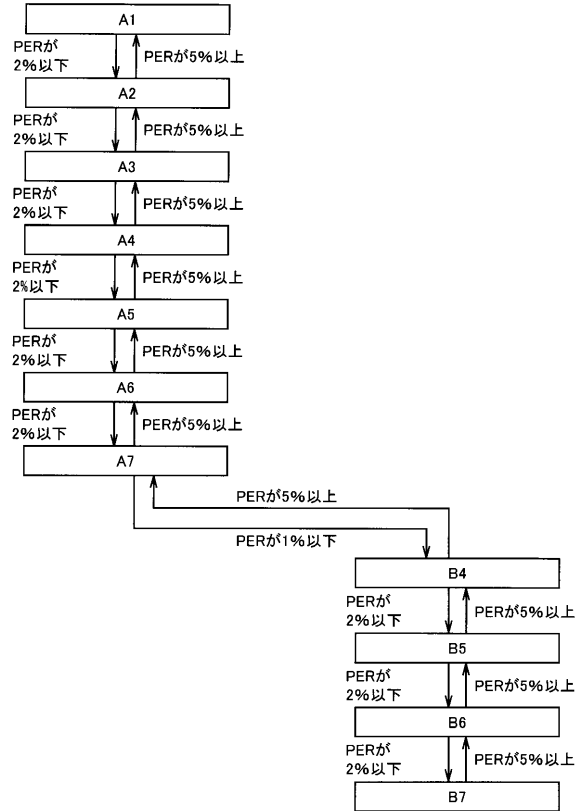 A1
PERが
2%以下
PERが5%以上
A2
PERが
2%以下
PERが5%以上
A3
PERが
2%以下
PERが5%以上
A4
PERが
2%以下
PERが5%以上
A5
PERが
2%以下
PERが5%以上
A6
PERが
2%以下
PERが5%以上
A7
PERが5%以上
PERが1%以下
B4
PERが
2%以下
PERが5%以上
B5
PERが
2%以下
PERが5%以上
B6
PERが
2%以下
PERが5%以上
B7